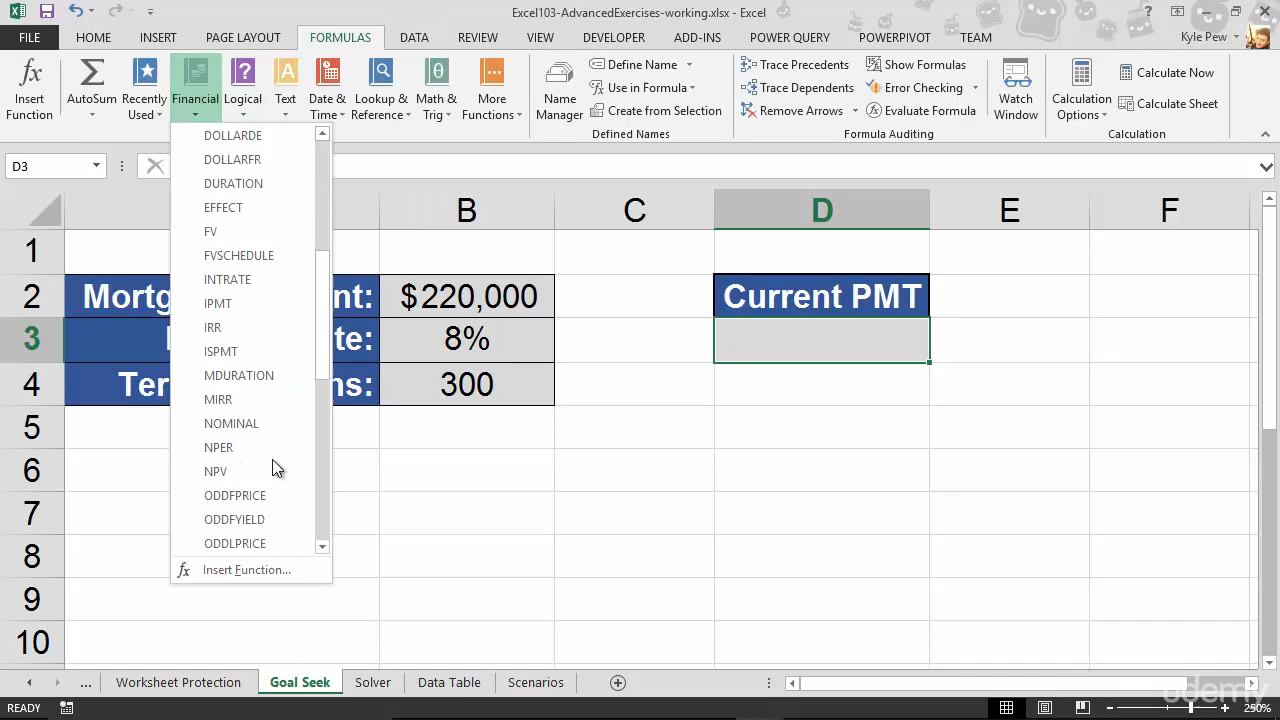 Excel103-AdvancedExercises-working.xlsx - Excel
?
FILE HOME INSERT PAGE LAYOUT FORMULAS DATA REVIEW VIEW DEVELOPER ADD-INS POWER QUERY POWERPIVOT TEAM Kyle Pew
Insert Function
AutoSum
Recently Used
Financial
Logical
Text
Date & Time
Lookup & Reference
Math & Trig
More Functions
Name Manager
Define Name
Use in Formula
Create from Selection
Defined Names
Trace Precedents
Trace Dependents
Remove Arrows
Show Formulas
Error Checking
Evaluate Formula
Formula Auditing
Watch Window
Calculation Options
Calculate Now
Calculate Sheet
Calculation
D3
DOLLARDE
DOLLARFR
DURATION
EFFECT
FV
FVSCHEDULE
INTRATE
IPMT
IRR
ISPMT
MDURATION
MIRR
NOMINAL
NPER
NPV
ODDFPRICE
ODDFYIELD
ODDLPRICE
fx Insert Function...
B C D E F
1
2 Mortg nt: $220,000 Current PMT
3 te: 8%
4 Ter hs: 300
5
6
7
8
9
10
... Worksheet Protection Goal Seek Solver Data Table Scenarios
udemy
READY 250%